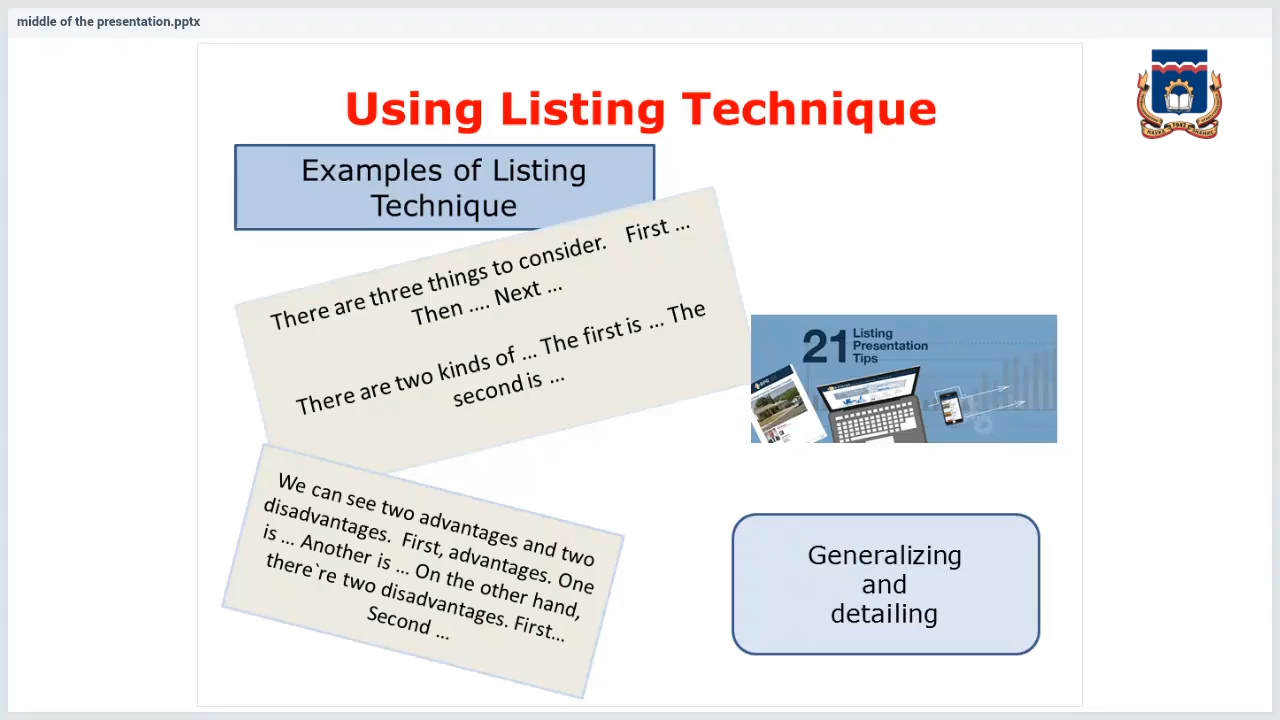 middle of the presentation.pptx
Using Listing Technique
Examples of Listing
Technique
There are three things to consider. First ...
Then .... Next ...
There are two kinds of ... The first is ... The
second is ...
We can see two advantages and two
disadvantages. First, advantages. One
is ... Another is ... On the other hand,
there`re two disadvantages. First...
Second ...
21 Listing
Presentation
Tips
Generalizing
and
detailing
1942